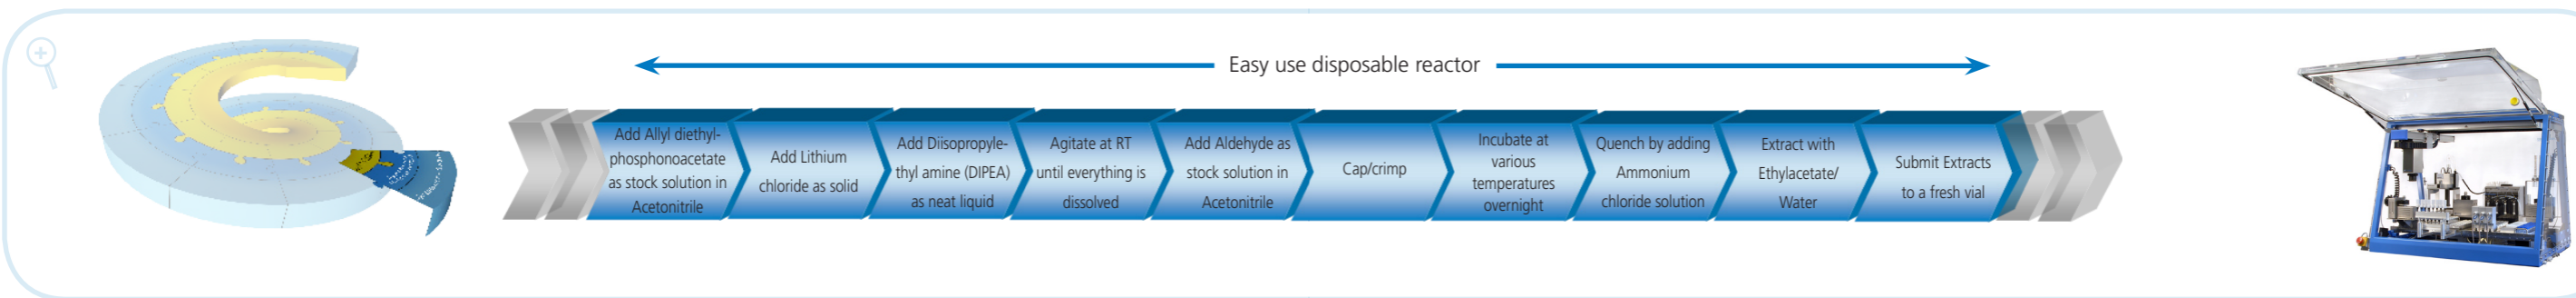 Easy use disposable reactor
Add Allyl diethyl-
phosphonoacetate
as stock solution in
Acetonitrile
Add Lithium
chloride as solid
Add Diisopropyle-
thyl amine (DIPEA)
as neat liquid
Agitate at RT
until everything is
dissolved
Add Aldehyde as
stock solution in
Acetonitrile
Cap/crimp
Incubate at
various
temperatures
overnight
Quench by adding
Ammonium
chloride solution
Extract with
Ethylacetate/
Water
Submit Extracts
to a fresh vial